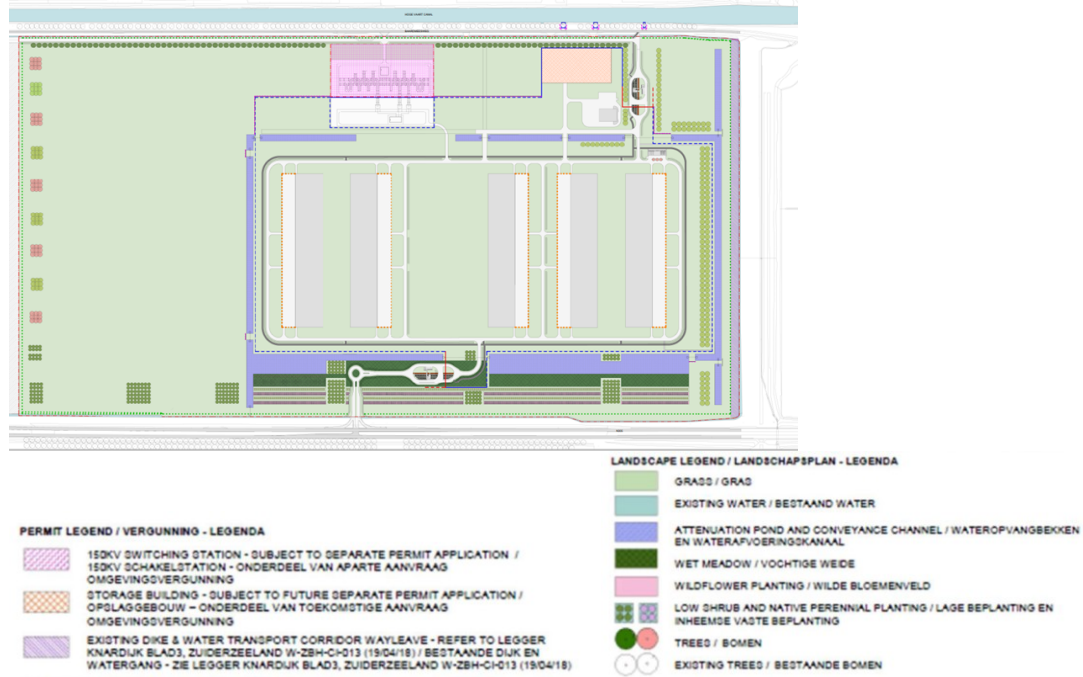 PERMIT LEGEND / VERGUNNING - LEGENDA
150KV SWITCHING STATION - SUBJECT TO SEPARATE PERMIT APPLICATION /
150KV SCHAKELSTATION - ONDERDEEL VAN APARTE AANVRAAG
OMGEVINGSVERGUNNING
STORAGE BUILDING - SUBJECT TO FUTURE SEPARATE PERMIT APPLICATION /
OPSLAGGEBOUW – ONDERDEEL VAN TOEKOMSTIGE AANVRAAG
OMGEVINGSVERGUNNING
EXISTING DIKE & WATER TRANSPORT CORRIDOR WAYLEAVE - REFER TO LEGGER
KNARDIJK BLAD3, ZUIDERZEELAND W-ZBH-CI-013 (19/04/18) / BESTAANDE DIJK EN
WATERGANG - ZIE LEGGER KNARDIJK BLAD3, ZUIDERZEELAND W-ZBH-CI-013 (19/04/18)
LANDSCAPE LEGEND / LANDSCHAPSPLAN - LEGENDA
GRASS / GRAS
EXISTING WATER / BESTAAND WATER
ATTENUATION POND AND CONVEYANCE CHANNEL / WATEROPVANGBEKKEN
EN WATERAFVOERINGSKANAAL
WET MEADOW / VOCHTIGE WEIDE
WILDFLOWER PLANTING / WILDE BLOEMENVELD
LOW SHRUB AND NATIVE PERENNIAL PLANTING / LAGE BEPLANTING EN
INHEEMSE VASTE BEPLANTING
TREES / BOMEN
EXISTING TREES / BESTAANDE BOMEN